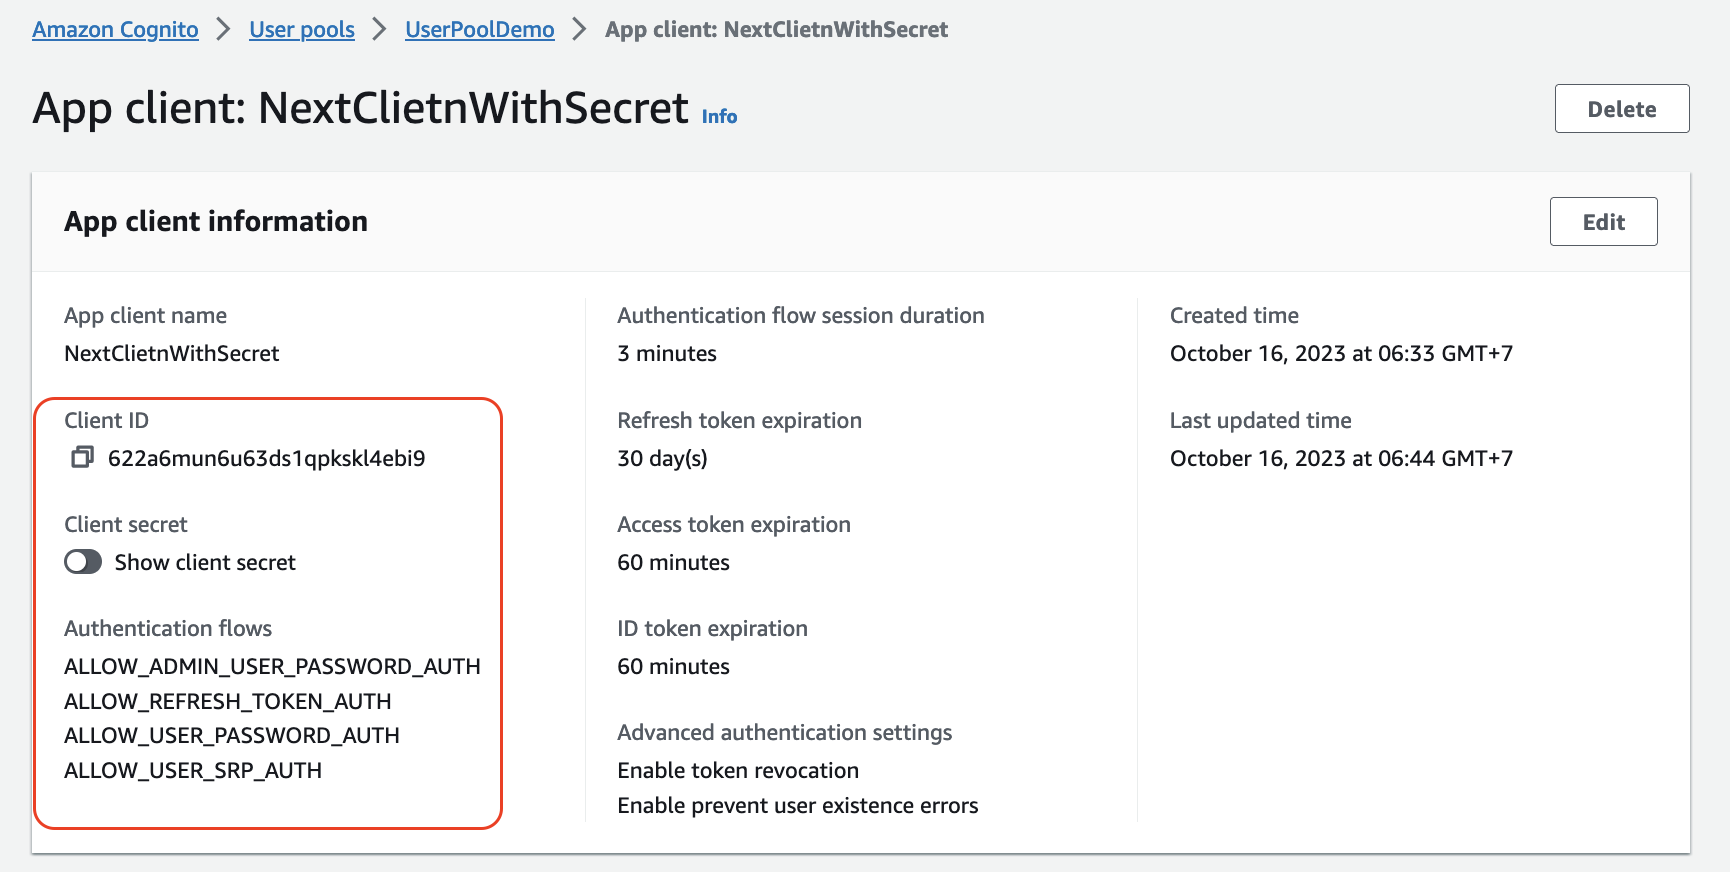 Amazon Cognito > User pools > UserPoolDemo > App client: NextClietnWithSecret
App client: NextClietnWithSecret Info
Delete
App client information
Edit
App client name
NextClietnWithSecret
Client ID
622a6mun6u63ds1qpkskl4ebi9
Client secret
Show client secret
Authentication flows
ALLOW_ADMIN_USER_PASSWORD_AUTH
ALLOW_REFRESH_TOKEN_AUTH
ALLOW_USER_PASSWORD_AUTH
ALLOW_USER_SRP_AUTH
Authentication flow session duration
3 minutes
Refresh token expiration
30 day(s)
Access token expiration
60 minutes
ID token expiration
60 minutes
Advanced authentication settings
Enable token revocation
Enable prevent user existence errors
Created time
October 16, 2023 at 06:33 GMT+7
Last updated time
October 16, 2023 at 06:44 GMT+7